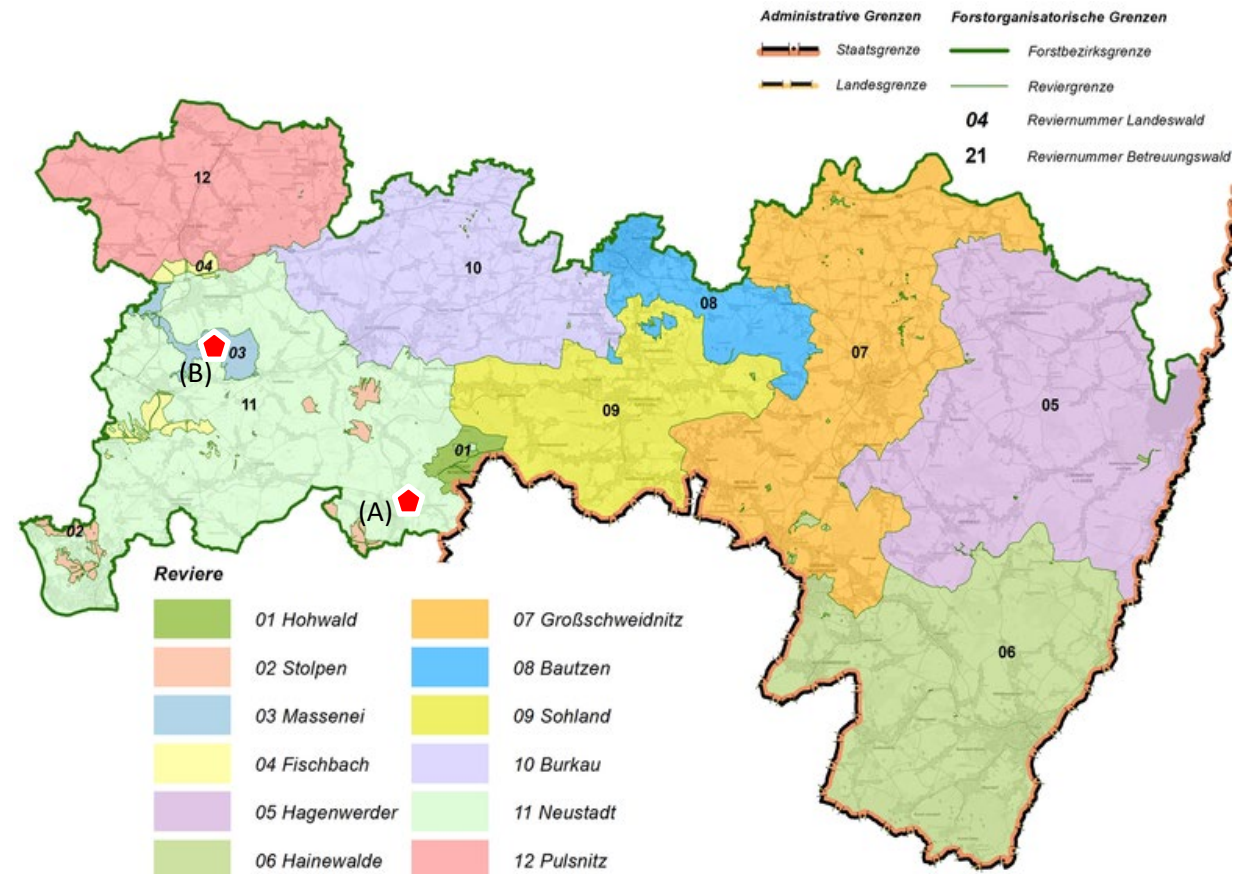 Administrative Grenzen
Forstorganisatorische Grenzen
Staatsgrenze
Forstbezirksgrenze
Landesgrenze
Reviergrenze
04 Reviernummer Landeswald
21 Reviernummer Betreuungswald
12
04
10
08
03
(B)
07
11
09
05
01
(A)
02
06
Reviere
01 Hohwald
02 Stolpen
03 Massenei
04 Fischbach
05 Hagenwerder
06 Hainewalde
07 Großschweidnitz
08 Bautzen
09 Sohland
10 Burkau
11 Neustadt
12 Pulsnitz